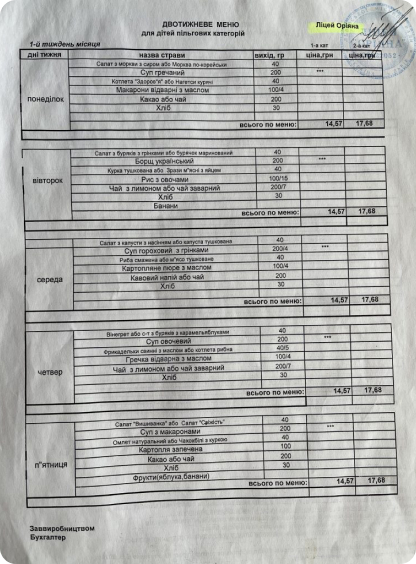 ДВОТИЖНЕВЕ МЕНЮ
для дітей пільгових категорій
Ліцей Оріяна
1-й тиждень місяця
1-а кат 2-а кат
дні тижня назва страви вихід, гр ціна,грн ціна,грн
Салат з моркви з сиром або Морква по-корейськи 40
Суп гречаний 200 ***
Котлета "Здоров'я" або Нагетси курячі 40
понеділок Макарони відварні з маслом 100/4
Какао або чай 200
Хліб 30
всього по меню: 14,57 17,68
Салат з буряків з грінками або бурячок маринований 40
Борщ український 200 ***
Курка тушкована або Зрази м'ясні з яйцем 40
вівторок Рис з овочами 100/15
Чай з лимоном або чай заварний 200/7
Хліб 30
Банани
всього по меню: 14,57 17,68
Салат з капусти з насінням або капуста тушкована 40
Суп гороховий з грінками 200/4 ***
Риба смажена або м'ясо тушковане 40
середа Картопляне пюре з маслом 100/4
Кавовий напій або чай 200
Хліб 30
всього по меню: 14,57 17,68
Вінегрет або с-т з буряків з карамельяблуками 40
Суп овочевий 200 ***
Фрикадельки свинні з маслом або котлета рибна 40/5
четвер Гречка відварна з маслом 100/4
Чай з лимоном або чай заварний 200/7
Хліб 30
всього по меню: 14,57 17,68
Салат "Вишиванка" або Салат "Свіжість" 40
Суп з макаронами 200 ***
Омлет натуральний або Чахохбілі з куркою 40
п'ятниця Картопля запечена 100
Какао або чай 200
Хліб 30
Фрукти(яблука,банани)
всього по меню: 14,57 17,68
Заввиробництвом
Бухгалтер